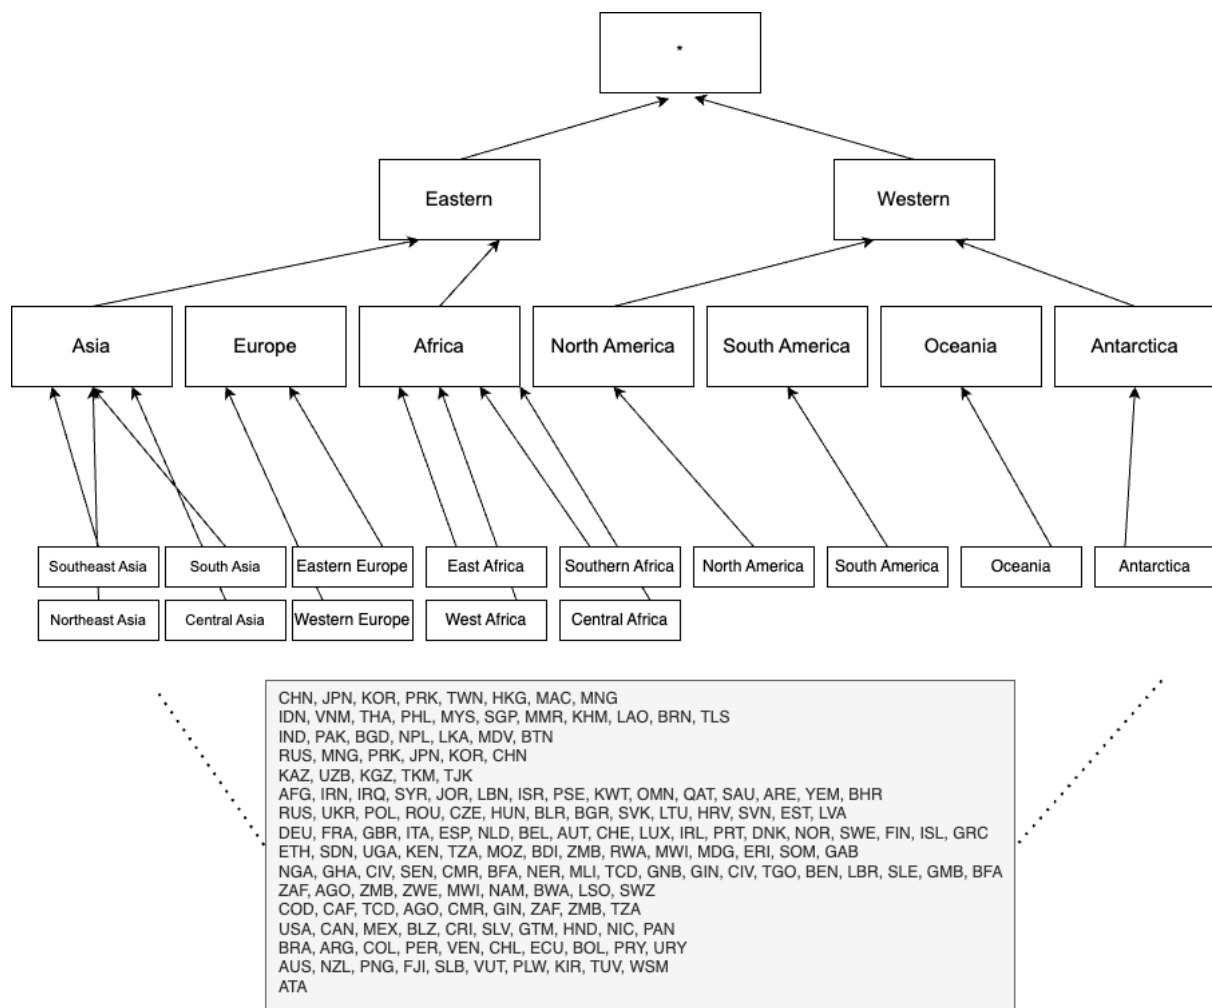 *
Eastern
Western
Asia
Europe
Africa
North America
South America
Oceania
Antarctica
Southeast Asia
South Asia
Eastern Europe
East Africa
Southern Africa
North America
South America
Oceania
Antarctica
Northeast Asia
Central Asia
Western Europe
West Africa
Central Africa
CHN, JPN, KOR, PRK, TWN, HKG, MAC, MNG
IDN, VNM, THA, PHL, MYS, SGP, MMR, KHM, LAO, BRN, TLS
IND, PAK, BGD, NPL, LKA, MDV, BTN
RUS, MNG, PRK, JPN, KOR, CHN
KAZ, UZB, KGZ, TKM, TJK
AFG, IRN, IRQ, SYR, JOR, LBN, ISR, PSE, KWT, OMN, QAT, SAU, ARE, YEM, BHR
RUS, UKR, POL, ROU, CZE, HUN, BLR, BGR, SVK, LTU, HRV, SVN, EST, LVA
DEU, FRA, GBR, ITA, ESP, NLD, BEL, AUT, CHE, LUX, IRL, PRT, DNK, NOR, SWE, FIN, ISL, GRC
ETH, SDN, UGA, KEN, TZA, MOZ, BDI, ZMB, RWA, MWI, MDG, ERI, SOM, GAB
NGA, GHA, CIV, SEN, CMR, BFA, NER, MLI, TCD, GNB, GIN, CIV, TGO, BEN, LBR, SLE, GMB, BFA
ZAF, AGO, ZMB, ZWE, MWI, NAM, BWA, LSO, SWZ
COD, CAF, TCD, AGO, CMR, GIN, ZAF, ZMB, TZA
USA, CAN, MEX, BLZ, CRI, SLV, GTM, HND, NIC, PAN
BRA, ARG, COL, PER, VEN, CHL, ECU, BOL, PRY, URY
AUS, NZL, PNG, FJI, SLB, VUT, PLW, KIR, TUV, WSM
ATA